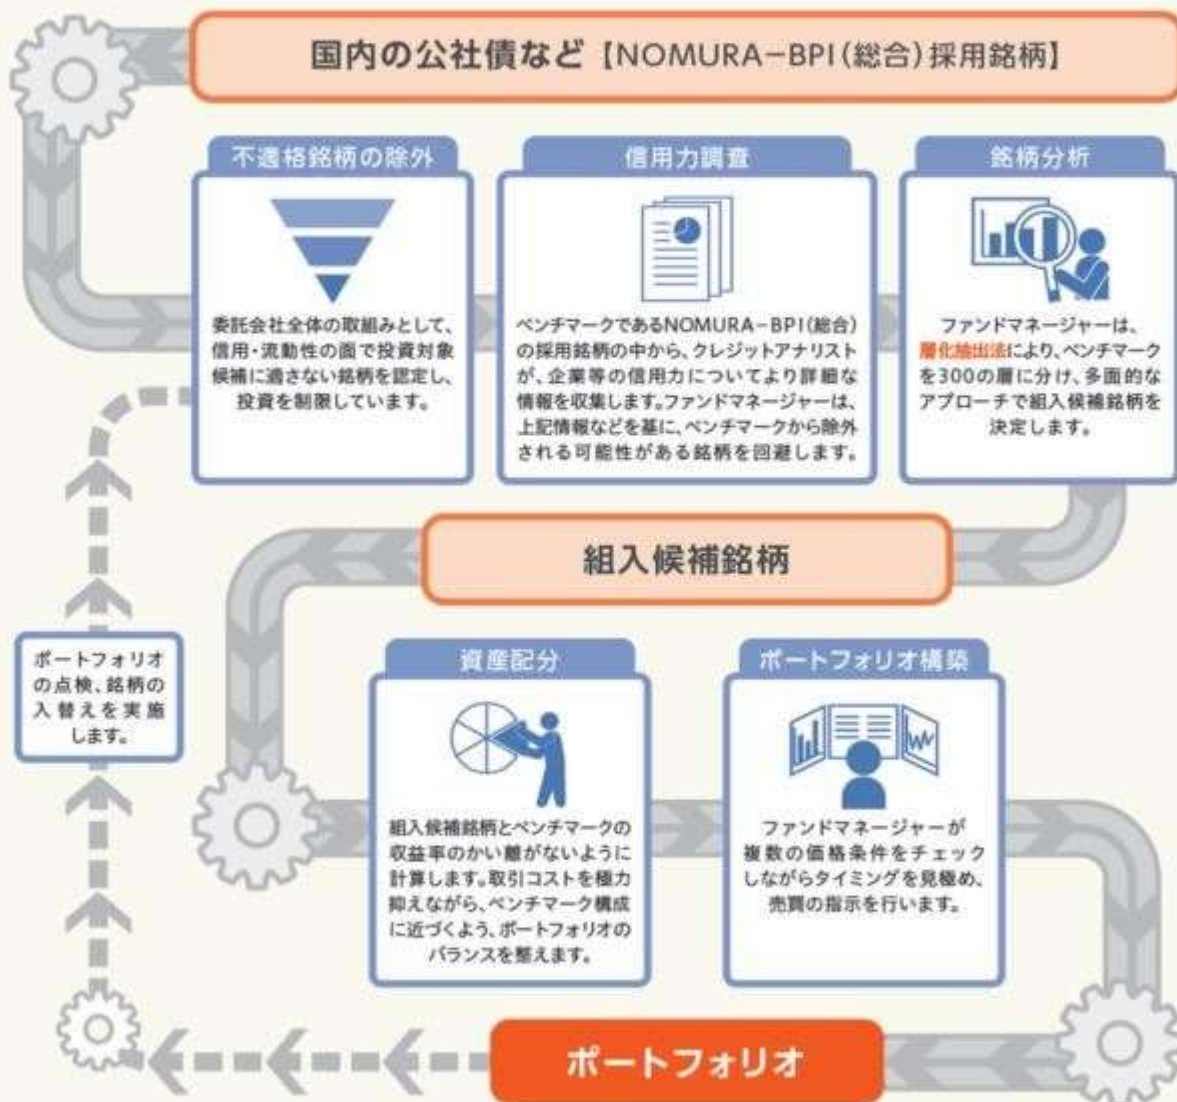 国内の公社債など【NOMURA−BPI(総合)採用銘柄】
不適格銘柄の除外
委託会社全体の取組みとして、
信用・流動性の面で投資対象
候補に適さない銘柄を認定し、
投資を制限しています。
信用力調査
ベンチマークであるNOMURA−BPI(総合)
の採用銘柄の中から、クレジットアナリスト
が、企業等の信用力についてより詳細な
情報を収集します。ファンドマネージャーは、
上記情報などを基に、ベンチマークから除外
される可能性がある銘柄を回避します。
銘柄分析
ファンドマネージャーは、
層化抽出法により、ベンチマーク
を300の層に分け、多面的な
アプローチで組入候補銘柄を
決定します。
組入候補銘柄
ポートフォリオ
の点検、銘柄の
入替えを実施
します。
資産配分
組入候補銘柄とベンチマークの
収益率のかい離がないように
計算します。取引コストを極力
抑えながら、ベンチマーク構成
に近づくよう、ポートフォリオの
バランスを整えます。
ポートフォリオ構築
ファンドマネージャーが
複数の価格条件をチェック
しながらタイミングを見極め、
売買の指示を行います。
ポートフォリオ